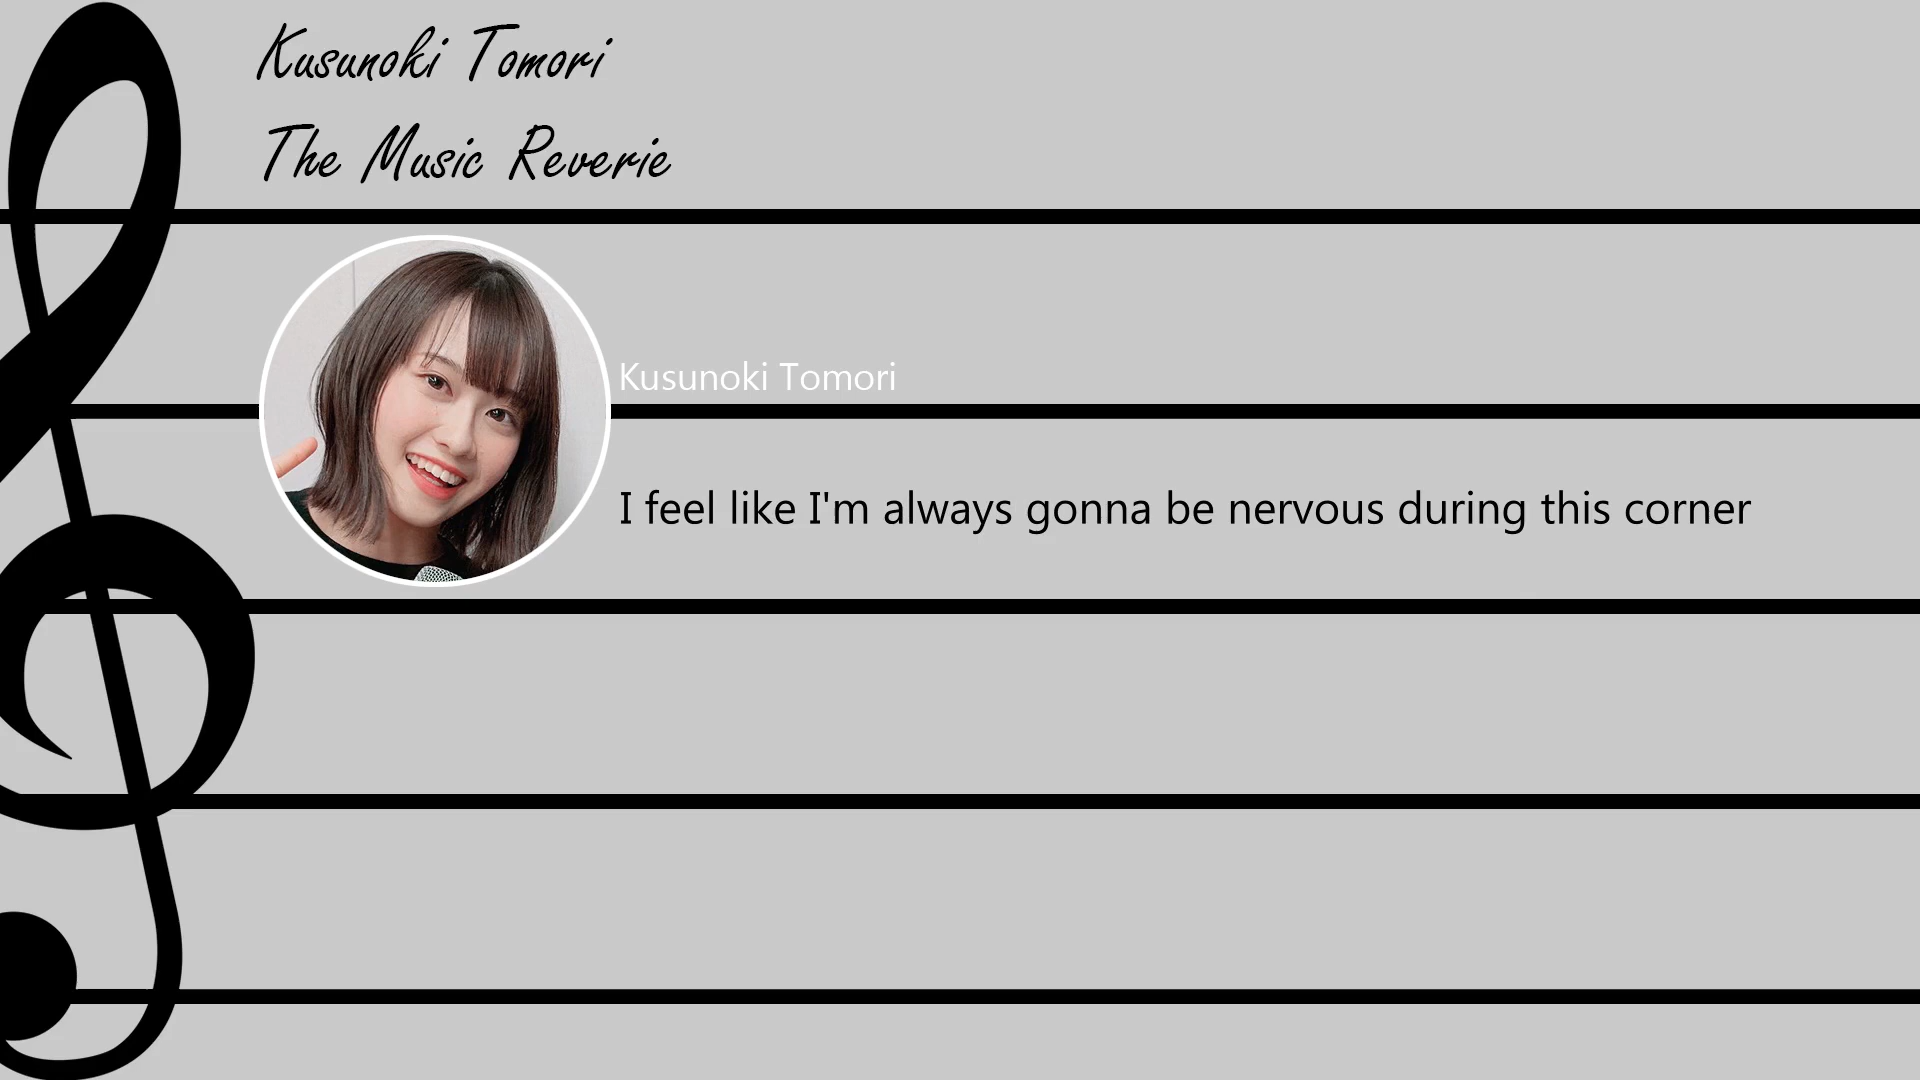 Kusunoki Tomori
The Music Reverie
Kusunoki Tomori
I feel like I'm always gonna be nervous during this corner